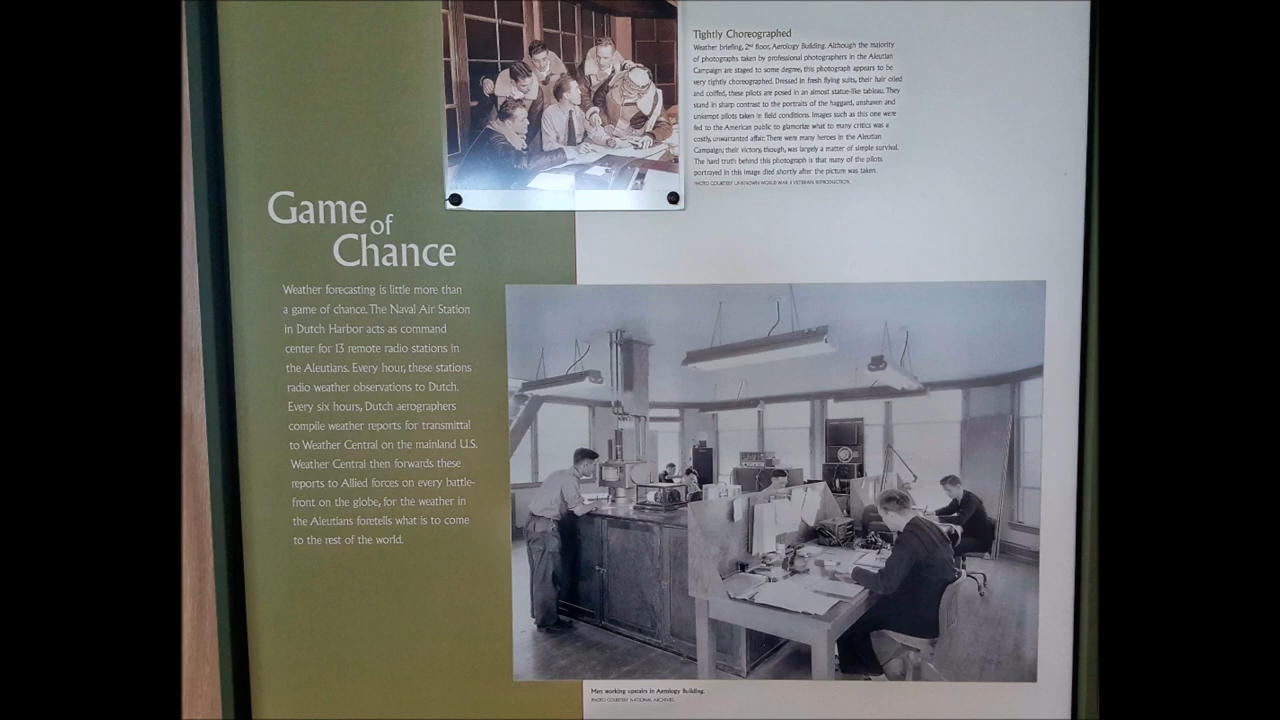 Tightly Choreographed
Weather briefing, 2nd floor, Aerology Building. Although the majority
of photographs taken by professional photographers in the Aleutian
Campaign are staged to some degree, this photograph appears to be
very tightly choreographed. Dressed in fresh flying suits, their hair oiled
and coiffed, these pilots are posed in an almost statue-like tableau. They
stand in sharp contrast to the portraits of the haggard, unshaven and
unkempt pilots taken in field conditions. Images such as this one were
fed to the American public to glamorize what to many critics was a
costly, unwarranted affair. There were many heroes in the Aleutian
Campaign; their victory, though, was largely a matter of simple survival.
The hard truth behind this photograph is that many of the pilots
portrayed in this image died shortly after the picture was taken.
PHOTO COURTESY UNKNOWN WORLD WAR II VETERAN REPRODUCTION.
Game
of
Chance
Weather forecasting is little more than
a game of chance. The Naval Air Station
in Dutch Harbor acts as command
center for 13 remote radio stations in
the Aleutians. Every hour, these stations
radio weather observations to Dutch.
Every six hours, Dutch aerographers
compile weather reports for transmittal
to Weather Central on the mainland U.S.
Weather Central then forwards these
reports to Allied forces on every battle-
front on the globe, for the weather in
the Aleutians foretells what is to come
to the rest of the world.
Men working upstairs in Aerology Building.
PHOTO COURTESY NATIONAL ARCHIVES.